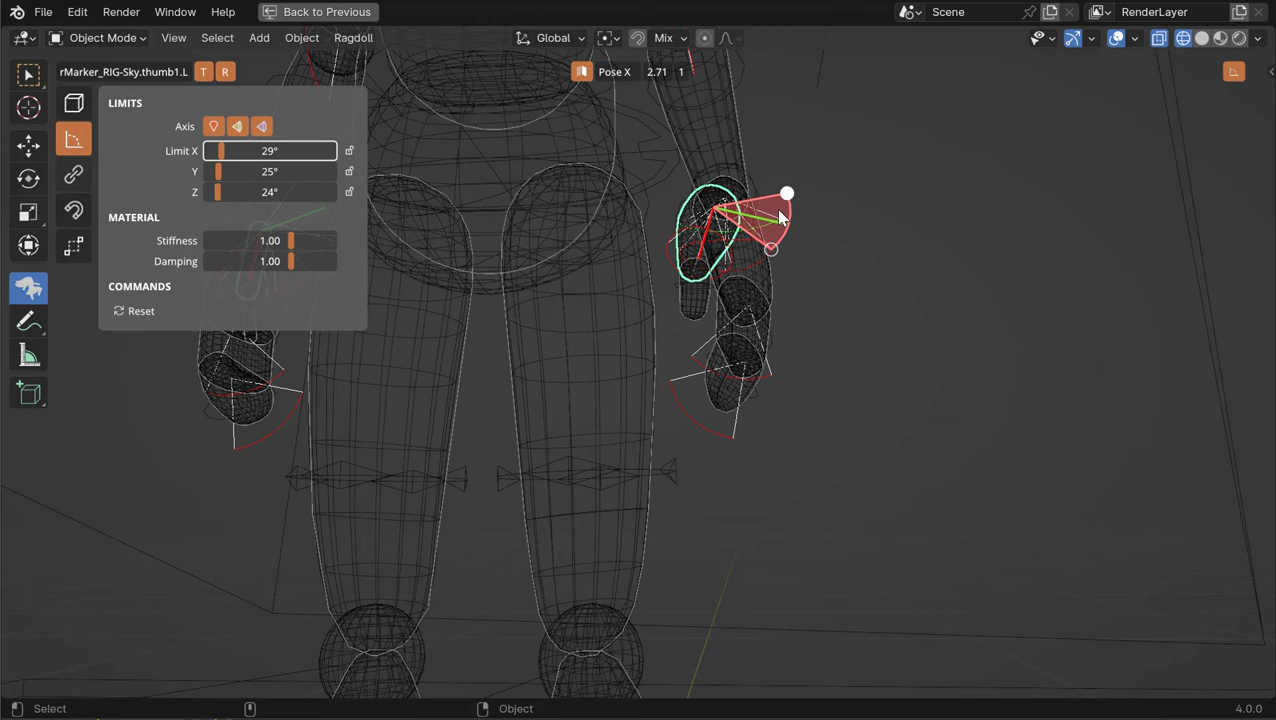 File Edit Render Window Help Back to Previous Scene RenderLayer
Object Mode View Select Add Object Ragdoll Global Mix
rMarker_RIG-Sky.thumb1.L T R Pose X 2.71 1
LIMITS
Axis
Limit X 29°
Y 25°
Z 24°
MATERIAL
Stiffness 1.00
Damping 1.00
COMMANDS
Reset
Select Object 4.0.0